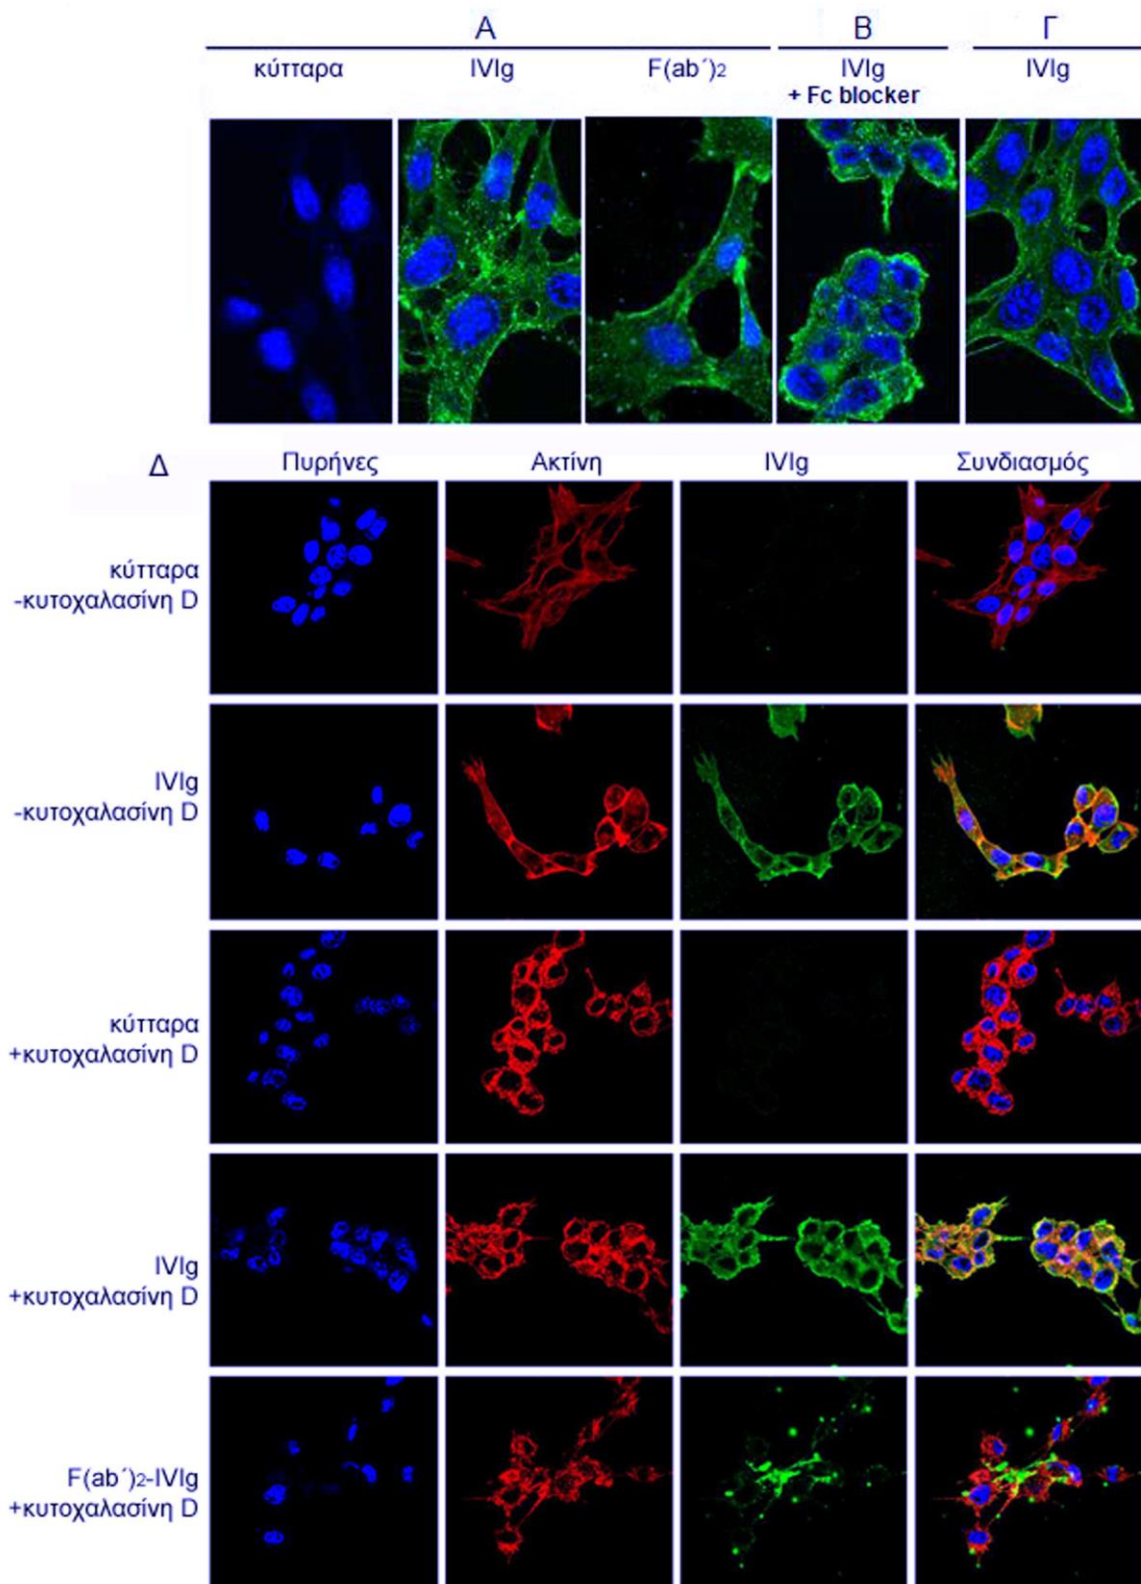 Α Β Γ
κύτταρα IVIg F(ab´)2 IVIg IVIg
+ Fc blocker
Δ Πυρήνες Ακτίνη IVIg Συνδιασμός
κύτταρα
-κυτοχαλασίνη D
IVIg
-κυτοχαλασίνη D
κύτταρα
+κυτοχαλασίνη D
IVIg
+κυτοχαλασίνη D
F(ab´)2-IVIg
+κυτοχαλασίνη D